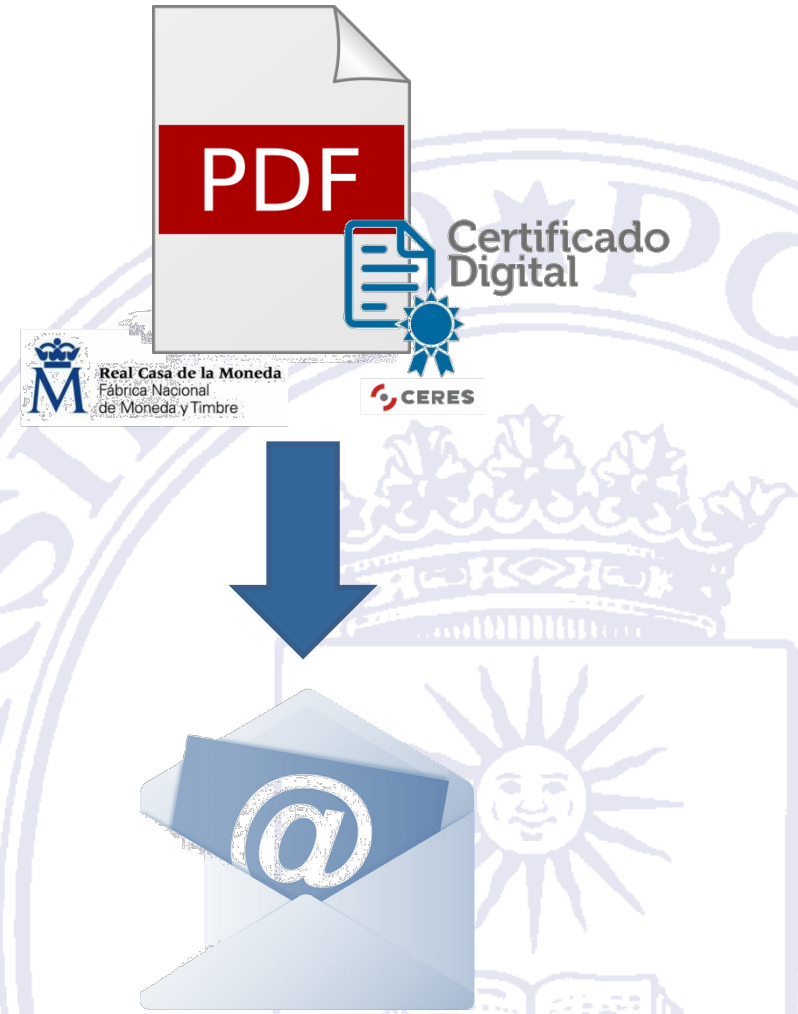 PDF
Certificado
Digital
M
Real Casa de la Moneda
Fábrica Nacional
de Moneda y Timbre
CERES
@